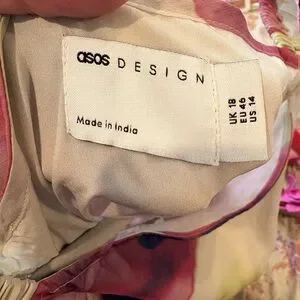 asos DESIGN
Made in India
UK 18
EU 46
US 14